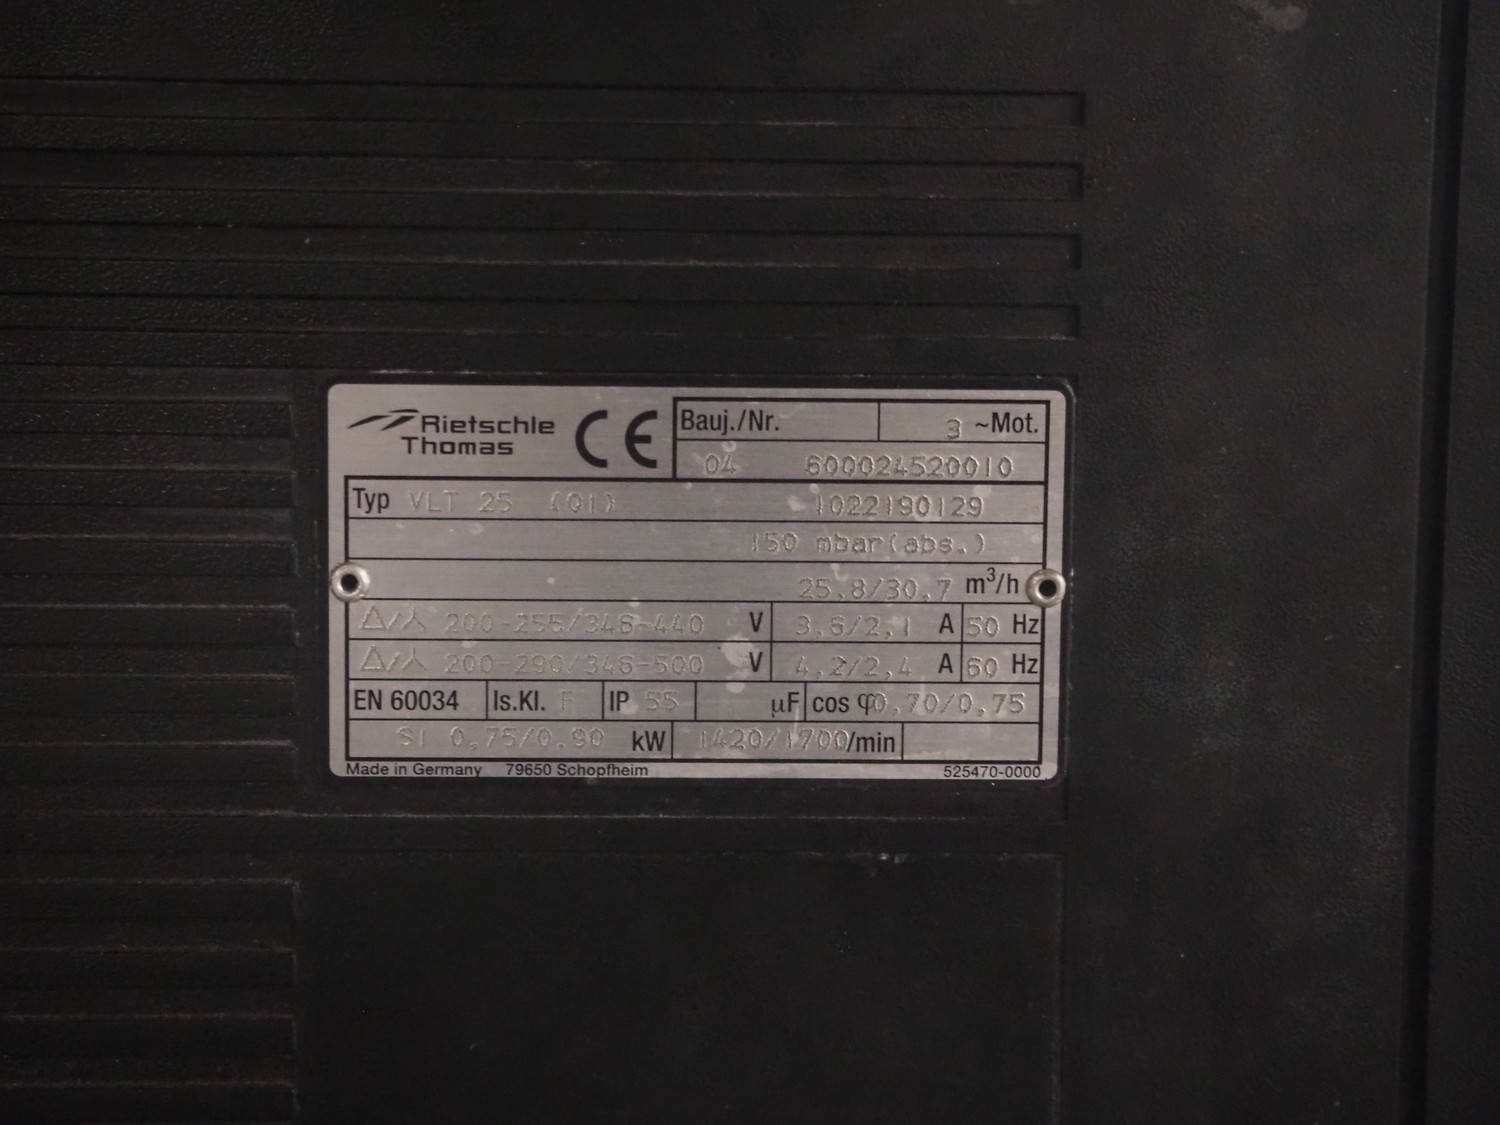 Rietschle
Thomas
CE
Bauj./Nr. 3 ~Mot.
04 600024520010
Typ VLT 25 (01) 1022190129
150 mbar(abs.)
25,8/30,7 m³/h
Δ/⅄ 200-255/346-440 V 3,6/2,1 A 50 Hz
Δ/⅄ 200-290/346-500 V 4,2/2,4 A 60 Hz
EN 60034 Is.Kl. F IP 55 µF cos φ0,70/0,75
S1 0,75/0,90 kW 1420/1700/min
Made in Germany 79650 Schopfheim 525470-0000